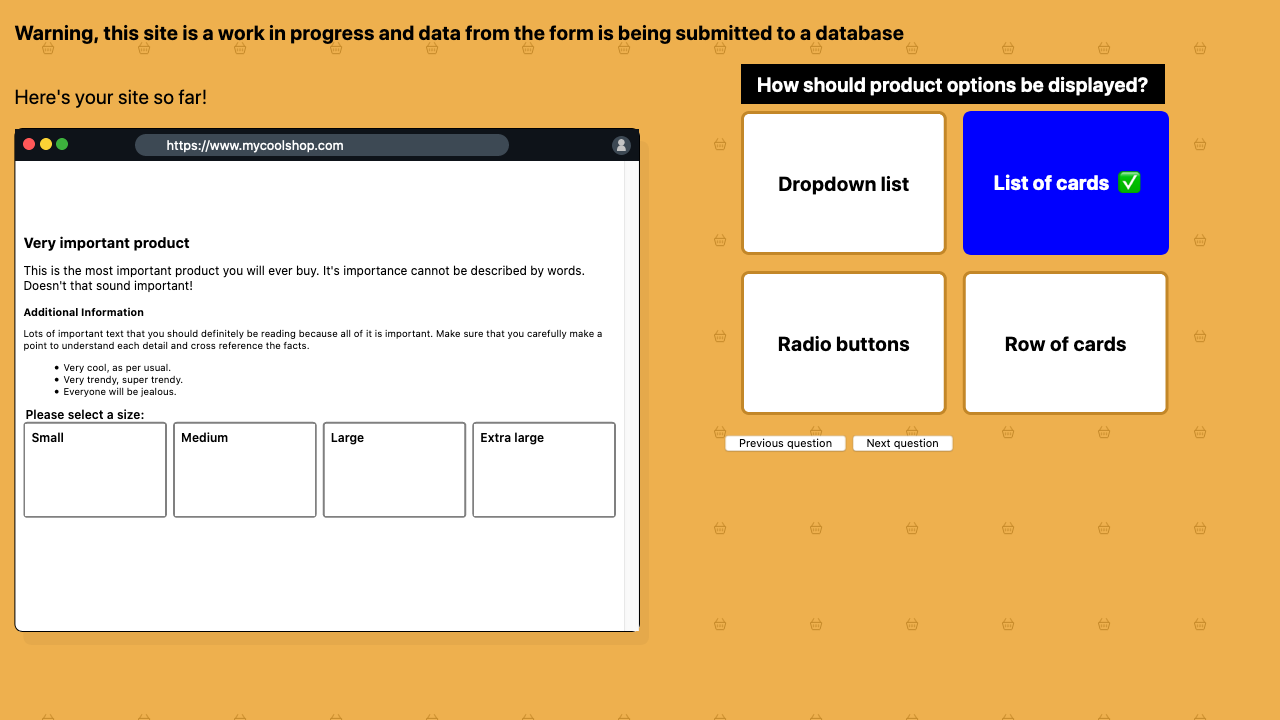 Warning, this site is a work in progress and data from the form is being submitted to a database
Here's your site so far!
https://www.mycoolshop.com
Very important product
This is the most important product you will ever buy. It's importance cannot be described by words.
Doesn't that sound important!
Additional Information
Lots of important text that you should definitely be reading because all of it is important. Make sure that you carefully make a
point to understand each detail and cross reference the facts.
• Very cool, as per usual.
• Very trendy, super trendy.
• Everyone will be jealous.
Please select a size:
Small
Medium
Large
Extra large
How should product options be displayed?
Dropdown list
List of cards ✅
Radio buttons
Row of cards
Previous question
Next question